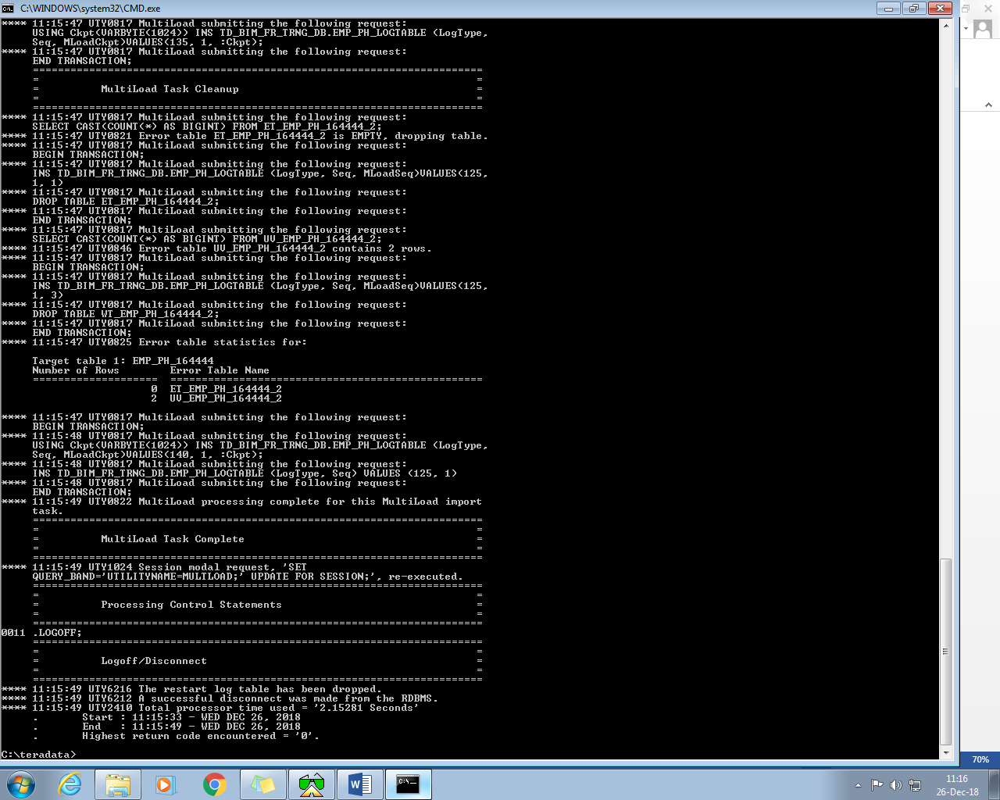 C:\WINDOWS\system32\CMD.exe
**** 11:15:47 UTY0817 MultiLoad submitting the following request:
USING Ckpt(VARBYTE(1024)) INS TD_BIM_FR_TRNG_DB.EMP_PH_LOGTABLE (LogType,
Seq, MLoadCkpt)VALUES(135, 1, :Ckpt);
**** 11:15:47 UTY0817 MultiLoad submitting the following request:
END TRANSACTION;
========================================================================
=                                                                      =
=          MultiLoad Task Cleanup                                      =
=                                                                      =
========================================================================
**** 11:15:47 UTY0817 MultiLoad submitting the following request:
SELECT CAST(COUNT(*) AS BIGINT) FROM ET_EMP_PH_164444_2;
**** 11:15:47 UTY0821 Error table ET_EMP_PH_164444_2 is EMPTY, dropping table.
**** 11:15:47 UTY0817 MultiLoad submitting the following request:
BEGIN TRANSACTION;
**** 11:15:47 UTY0817 MultiLoad submitting the following request:
INS TD_BIM_FR_TRNG_DB.EMP_PH_LOGTABLE (LogType, Seq, MLoadSeq)VALUES(125,
1, 1)
**** 11:15:47 UTY0817 MultiLoad submitting the following request:
DROP TABLE ET_EMP_PH_164444_2;
**** 11:15:47 UTY0817 MultiLoad submitting the following request:
END TRANSACTION;
**** 11:15:47 UTY0817 MultiLoad submitting the following request:
SELECT CAST(COUNT(*) AS BIGINT) FROM UV_EMP_PH_164444_2;
**** 11:15:47 UTY0846 Error table UV_EMP_PH_164444_2 contains 2 rows.
**** 11:15:47 UTY0817 MultiLoad submitting the following request:
BEGIN TRANSACTION;
**** 11:15:47 UTY0817 MultiLoad submitting the following request:
INS TD_BIM_FR_TRNG_DB.EMP_PH_LOGTABLE (LogType, Seq, MLoadSeq)VALUES(125,
1, 3)
**** 11:15:47 UTY0817 MultiLoad submitting the following request:
DROP TABLE WT_EMP_PH_164444_2;
**** 11:15:47 UTY0817 MultiLoad submitting the following request:
END TRANSACTION;
**** 11:15:47 UTY0825 Error table statistics for:
Target table 1: EMP_PH_164444
Number of Rows        Error Table Name
====================  ==================================================
0  ET_EMP_PH_164444_2
2  UV_EMP_PH_164444_2
**** 11:15:47 UTY0817 MultiLoad submitting the following request:
BEGIN TRANSACTION;
**** 11:15:48 UTY0817 MultiLoad submitting the following request:
USING Ckpt(VARBYTE(1024)) INS TD_BIM_FR_TRNG_DB.EMP_PH_LOGTABLE (LogType,
Seq, MLoadCkpt)VALUES(140, 1, :Ckpt);
**** 11:15:48 UTY0817 MultiLoad submitting the following request:
INS TD_BIM_FR_TRNG_DB.EMP_PH_LOGTABLE (LogType, Seq) VALUES (125, 1)
**** 11:15:48 UTY0817 MultiLoad submitting the following request:
END TRANSACTION;
**** 11:15:49 UTY0822 MultiLoad processing complete for this MultiLoad import
task.
========================================================================
=                                                                      =
=          MultiLoad Task Complete                                     =
=                                                                      =
========================================================================
**** 11:15:49 UTY1024 Session modal request, 'SET
QUERY_BAND='UTILITYNAME=MULTLOAD;' UPDATE FOR SESSION;', re-executed.
========================================================================
=                                                                      =
=          Processing Control Statements                               =
=                                                                      =
========================================================================
0011 .LOGOFF;
========================================================================
=                                                                      =
=          Logoff/Disconnect                                           =
=                                                                      =
========================================================================
**** 11:15:49 UTY6216 The restart log table has been dropped.
**** 11:15:49 UTY6212 A successful disconnect was made from the RDBMS.
**** 11:15:49 UTY2410 Total processor time used = '2.15281 Seconds'
.       Start : 11:15:33 - WED DEC 26, 2018
.       End   : 11:15:49 - WED DEC 26, 2018
.       Highest return code encountered = '0'.
C:\teradata>
70%
11:16
26-Dec-18